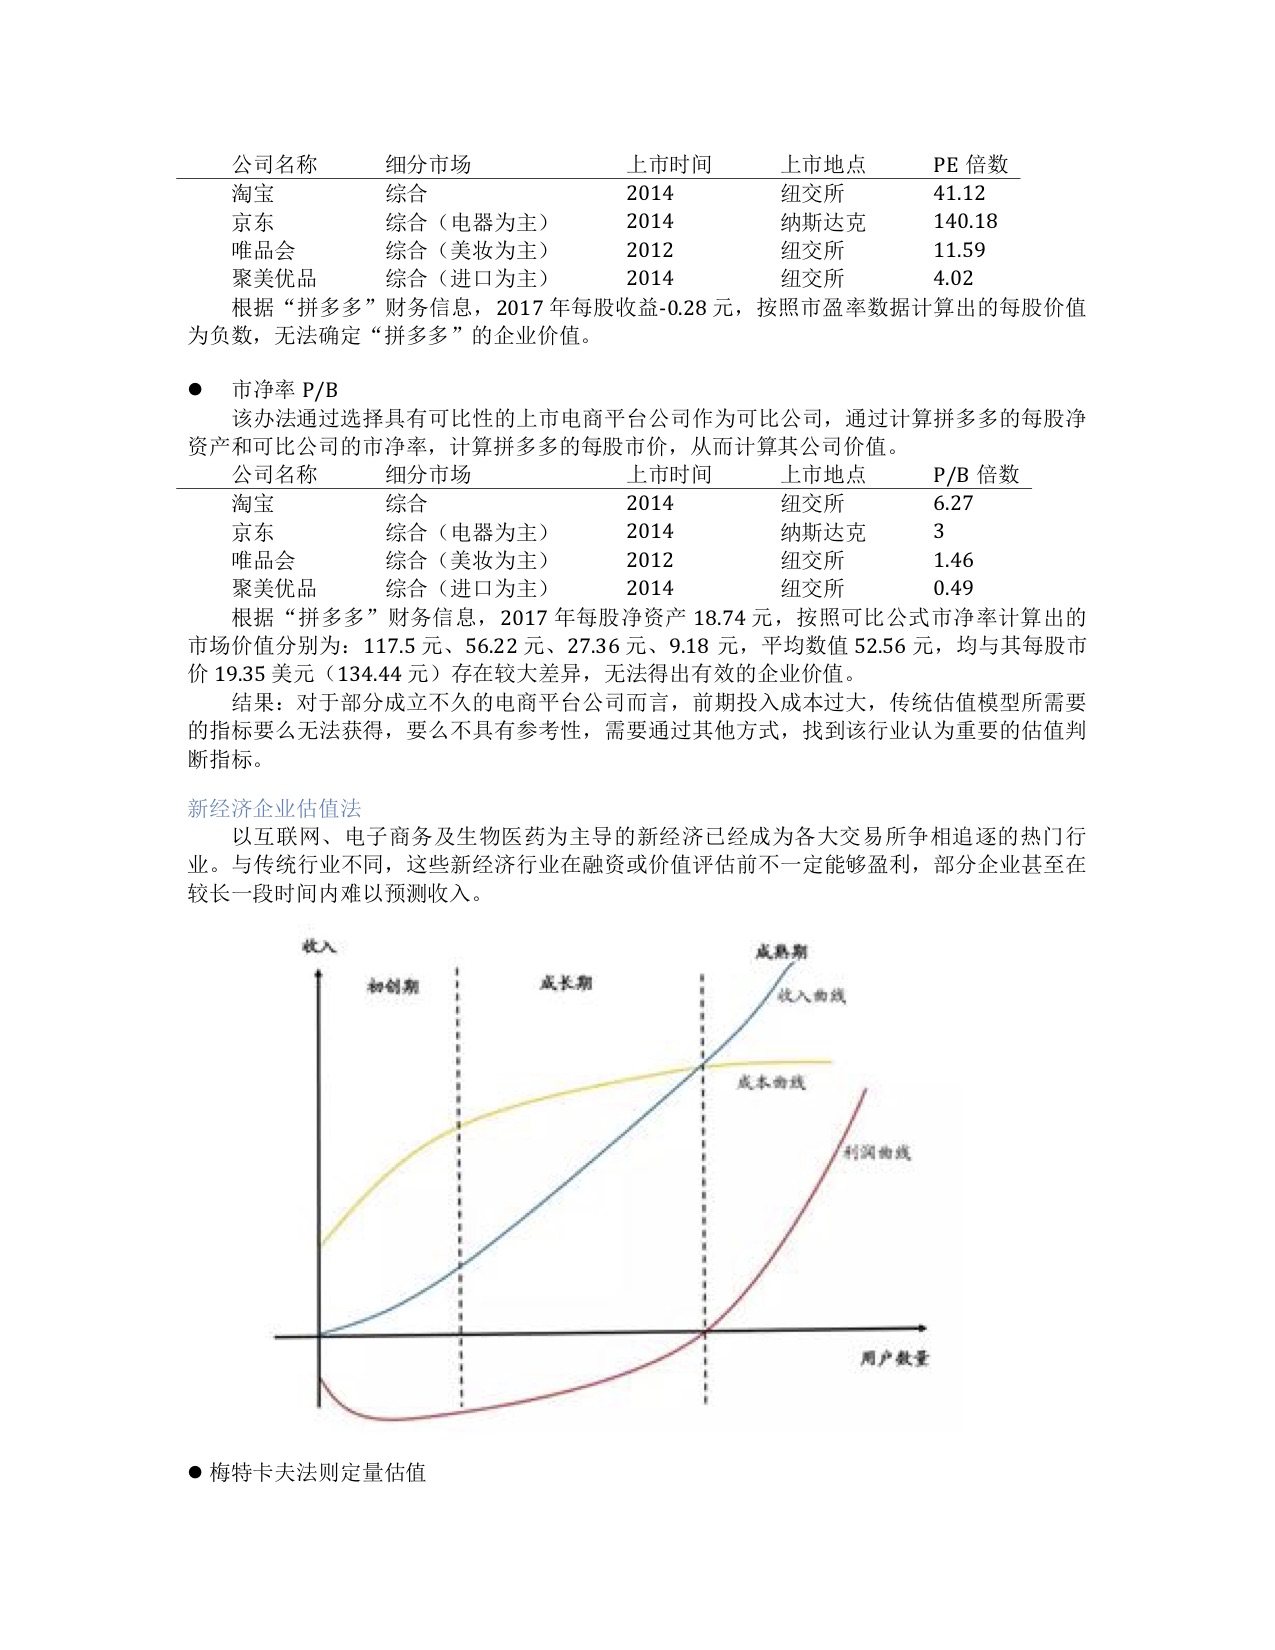 公司名称 细分市场 上市时间 上市地点 PE 倍数
淘宝 综合 2014 纽交所 41.12
京东 综合（电器为主） 2014 纳斯达克 140.18
唯品会 综合（美妆为主） 2012 纽交所 11.59
聚美优品 综合（进口为主） 2014 纽交所 4.02
根据“拼多多”财务信息，2017 年每股收益-0.28 元，按照市盈率数据计算出的每股价值
为负数，无法确定“拼多多”的企业价值。
● 市净率 P/B
该办法通过选择具有可比性的上市电商平台公司作为可比公司，通过计算拼多多的每股净
资产和可比公司的市净率，计算拼多多的每股市价，从而计算其公司价值。
公司名称 细分市场 上市时间 上市地点 P/B 倍数
淘宝 综合 2014 纽交所 6.27
京东 综合（电器为主） 2014 纳斯达克 3
唯品会 综合（美妆为主） 2012 纽交所 1.46
聚美优品 综合（进口为主） 2014 纽交所 0.49
根据“拼多多”财务信息，2017 年每股净资产 18.74 元，按照可比公式市净率计算出的
市场价值分别为：117.5 元、56.22 元、27.36 元、9.18 元，平均数值 52.56 元，均与其每股市
价 19.35 美元（134.44 元）存在较大差异，无法得出有效的企业价值。
结果：对于部分成立不久的电商平台公司而言，前期投入成本过大，传统估值模型所需要
的指标要么无法获得，要么不具有参考性，需要通过其他方式，找到该行业认为重要的估值判
断指标。
新经济企业估值法
以互联网、电子商务及生物医药为主导的新经济已经成为各大交易所争相追逐的热门行
业。与传统行业不同，这些新经济行业在融资或价值评估前不一定能够盈利，部分企业甚至在
较长一段时间内难以预测收入。
收入
成熟期
初创期
成长期
收入曲线
成本曲线
利润曲线
用户数量
● 梅特卡夫法则定量估值